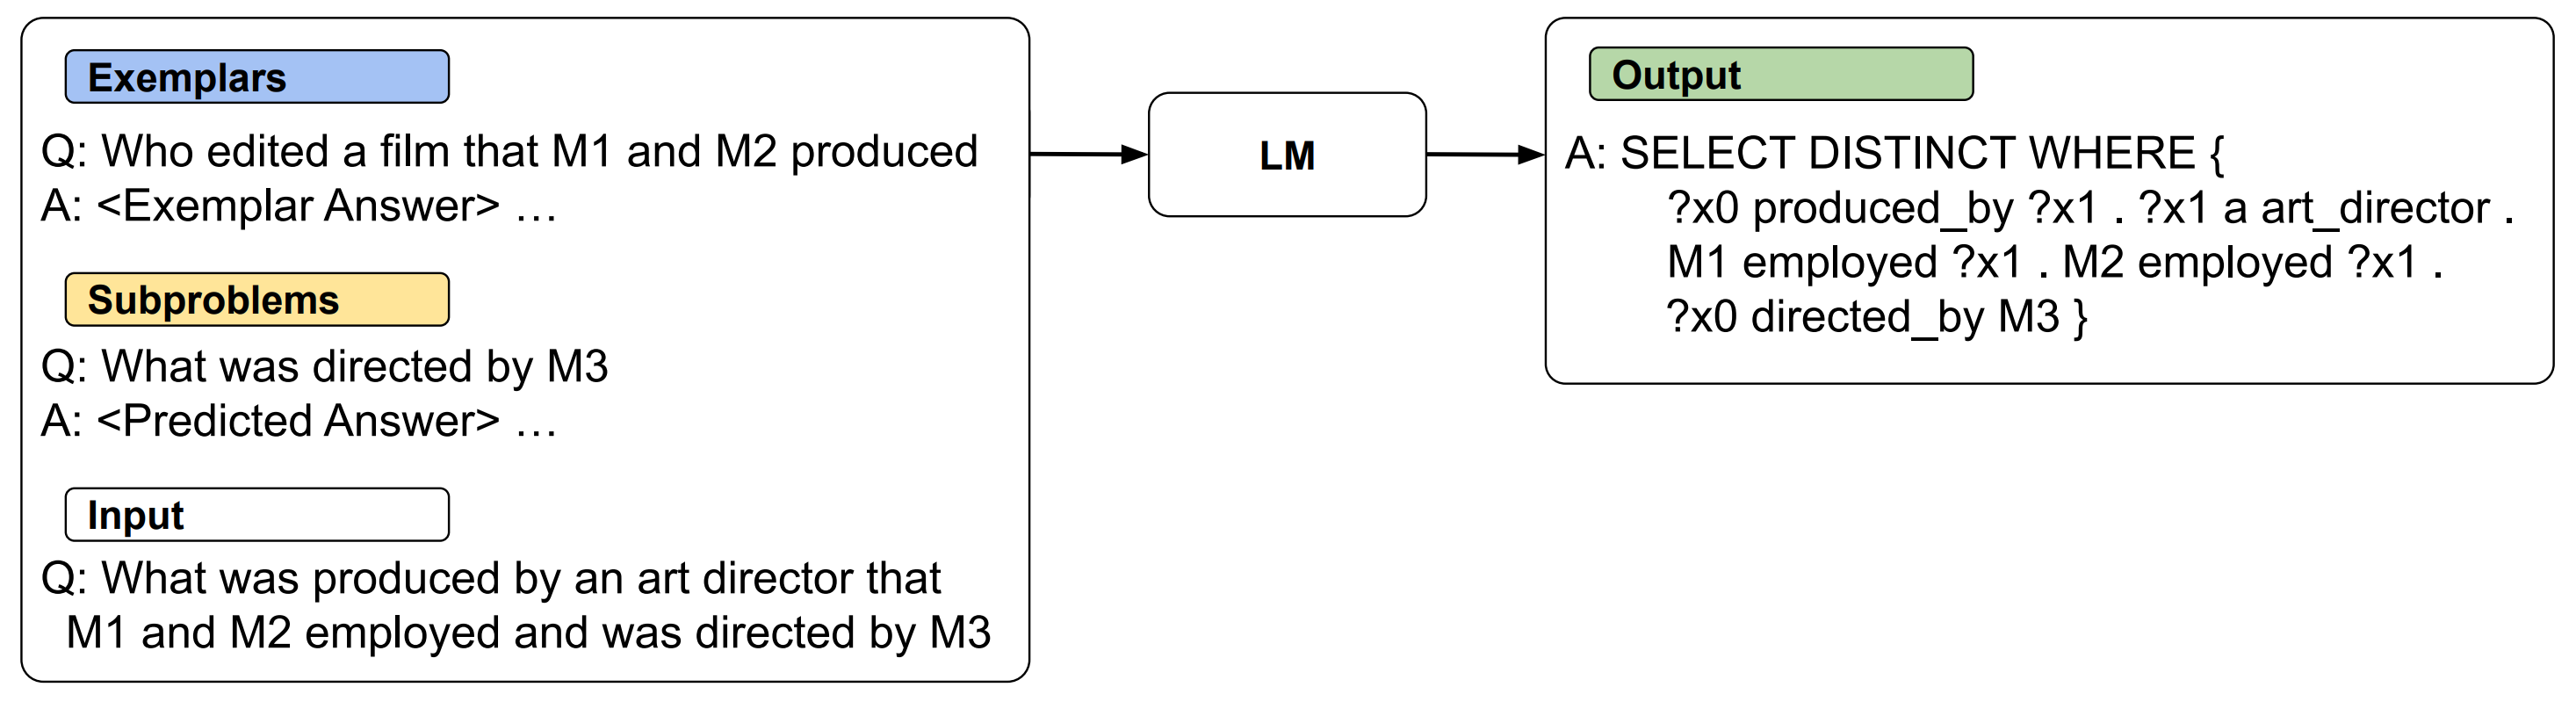 Exemplars
Q: Who edited a film that M1 and M2 produced
A: <Exemplar Answer> …
Subproblems
Q: What was directed by M3
A: <Predicted Answer> …
Input
Q: What was produced by an art director that
M1 and M2 employed and was directed by M3
LM
Output
A: SELECT DISTINCT WHERE {
?x0 produced_by ?x1 . ?x1 a art_director .
M1 employed ?x1 . M2 employed ?x1 .
?x0 directed_by M3 }